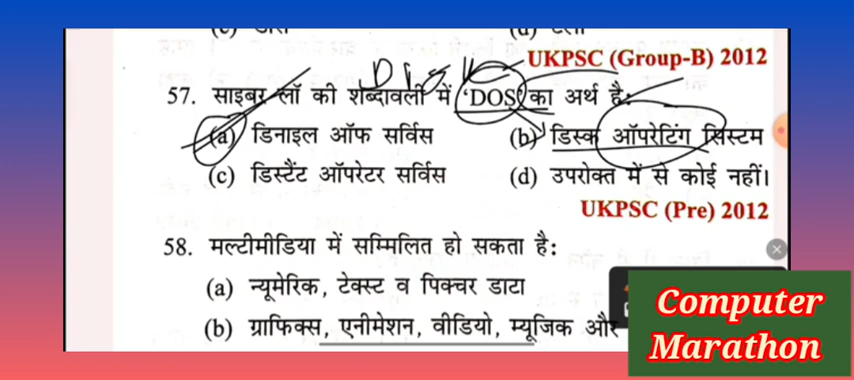 UKPSC (Group-B) 2012
Disk
57. साइबर लॉ की शब्दावली में 'DOS' का अर्थ है:
(a) डिनाइल ऑफ सर्विस (b) डिस्क ऑपरेटिंग सिस्टम
(c) डिस्टैंट ऑपरेटर सर्विस (d) उपरोक्त में से कोई नहीं।
UKPSC (Pre) 2012
58. मल्टीमीडिया में सम्मिलित हो सकता है:
(a) न्यूमेरिक, टेक्स्ट व पिक्चर डाटा
(b) ग्राफिक्स, एनीमेशन, वीडियो, म्यूजिक और
Computer
Marathon